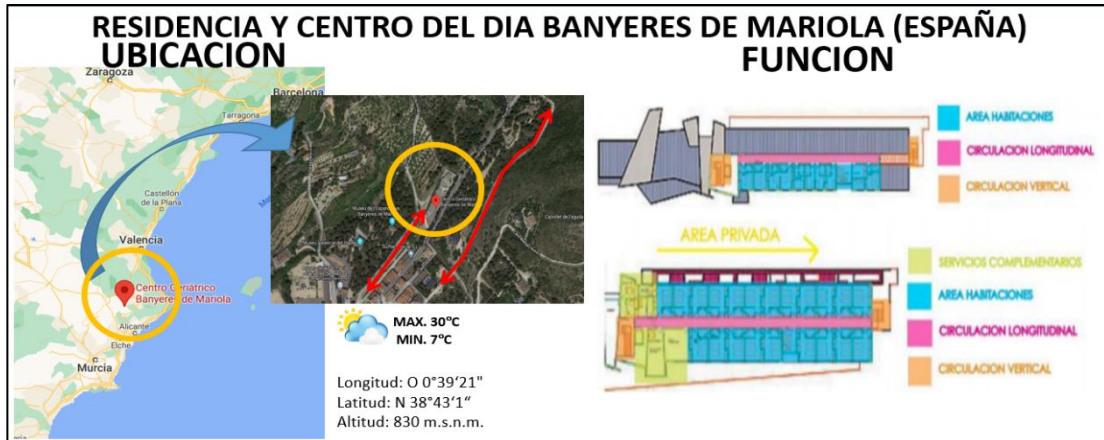 RESIDENCIA Y CENTRO DEL DIA BANYERES DE MARIOLA (ESPAÑA)
UBICACION
Zaragoza
Barcelona
Tarragona
Castellón
de la Plana
Valencia
Centro Geriátrico
Banyeres de Mariola
Alicante
Elche
Murcia
MAX. 30°C
MIN. 7°C
Longitud: O 0°39'21"
Latitud: N 38°43'1"
Altitud: 830 m.s.n.m.
FUNCION
AREA HABITACIONES
CIRCULACION LONGITUDINAL
CIRCULACION VERTICAL
AREA PRIVADA
SERVICIOS COMPLEMENTARIOS
AREA HABITACIONES
CIRCULACION LONGITUDINAL
CIRCULACION VERTICAL